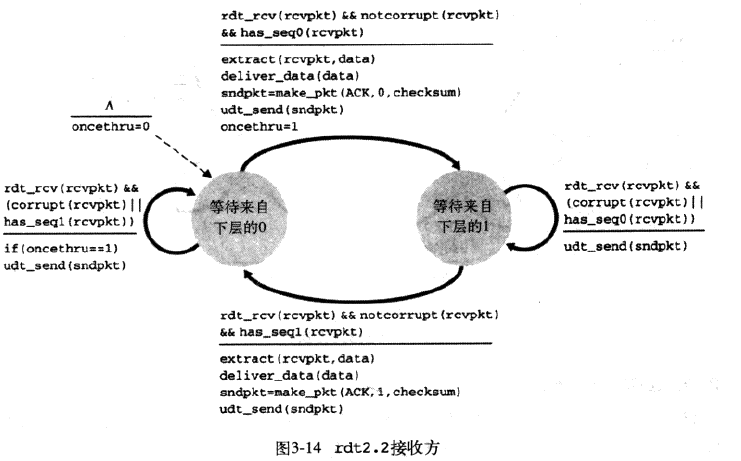 rdt_rcv(rcvpkt) && notcorrupt(rcvpkt)
&& has_seq0(rcvpkt)
extract(rcvpkt,data)
deliver_data(data)
sndpkt=make_pkt(ACK,0,checksum)
udt_send(sndpkt)
oncethru=1
Λ
oncethru=0
rdt_rcv(rcvpkt) &&
(corrupt(rcvpkt)||
has_seq1(rcvpkt))
if(oncethru==1)
udt_send(sndpkt)
等待来自
下层的0
等待来自
下层的1
rdt_rcv(rcvpkt) &&
(corrupt(rcvpkt)||
has_seq0(rcvpkt))
udt_send(sndpkt)
rdt_rcv(rcvpkt) && notcorrupt(rcvpkt)
&& has_seq1(rcvpkt)
extract(rcvpkt,data)
deliver_data(data)
sndpkt=make_pkt(ACK,1,checksum)
udt_send(sndpkt)
图3-14 rdt2.2接收方